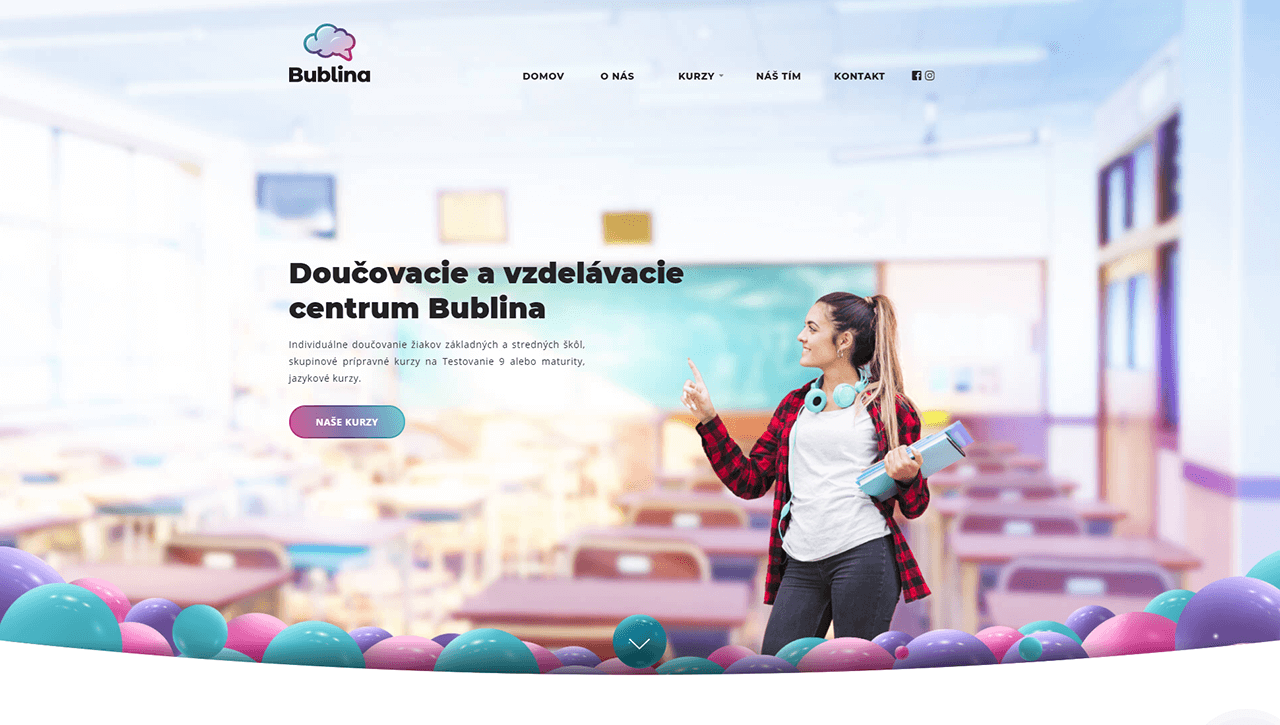 Bublina
DOMOV
O NÁS
KURZY
NÁŠ TÍM
KONTAKT
Doučovacie a vzdelávacie
centrum Bublina
Individuálne doučovanie žiakov základných a stredných škôl,
skupinové prípravné kurzy na Testovanie 9 alebo maturity,
jazykové kurzy.
NAŠE KURZY